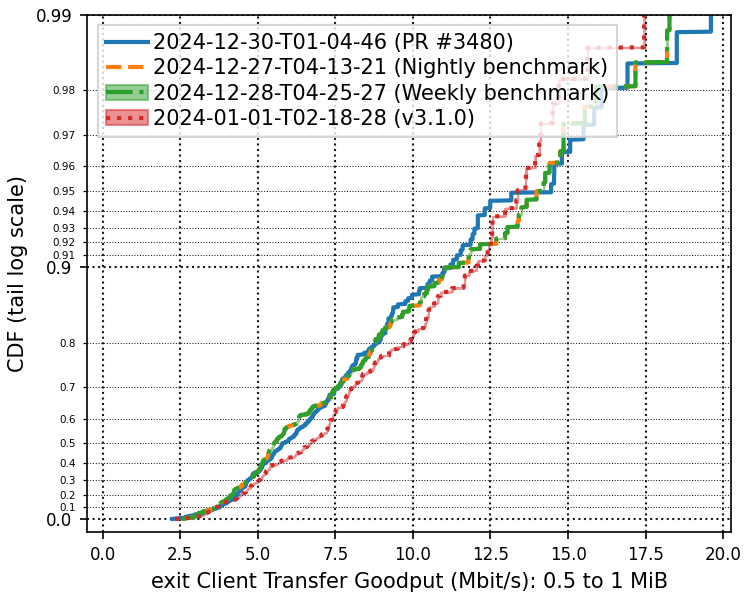 0.99
2024-12-30-T01-04-46 (PR #3480)
2024-12-27-T04-13-21 (Nightly benchmark)
2024-12-28-T04-25-27 (Weekly benchmark)
2024-01-01-T02-18-28 (v3.1.0)
0.98
0.97
0.96
0.95
0.94
0.93
0.92
0.91
0.9
0.8
0.7
0.6
0.5
0.4
0.3
0.2
0.1
0.0
CDF (tail log scale)
0.0 2.5 5.0 7.5 10.0 12.5 15.0 17.5 20.0
exit Client Transfer Goodput (Mbit/s): 0.5 to 1 MiB